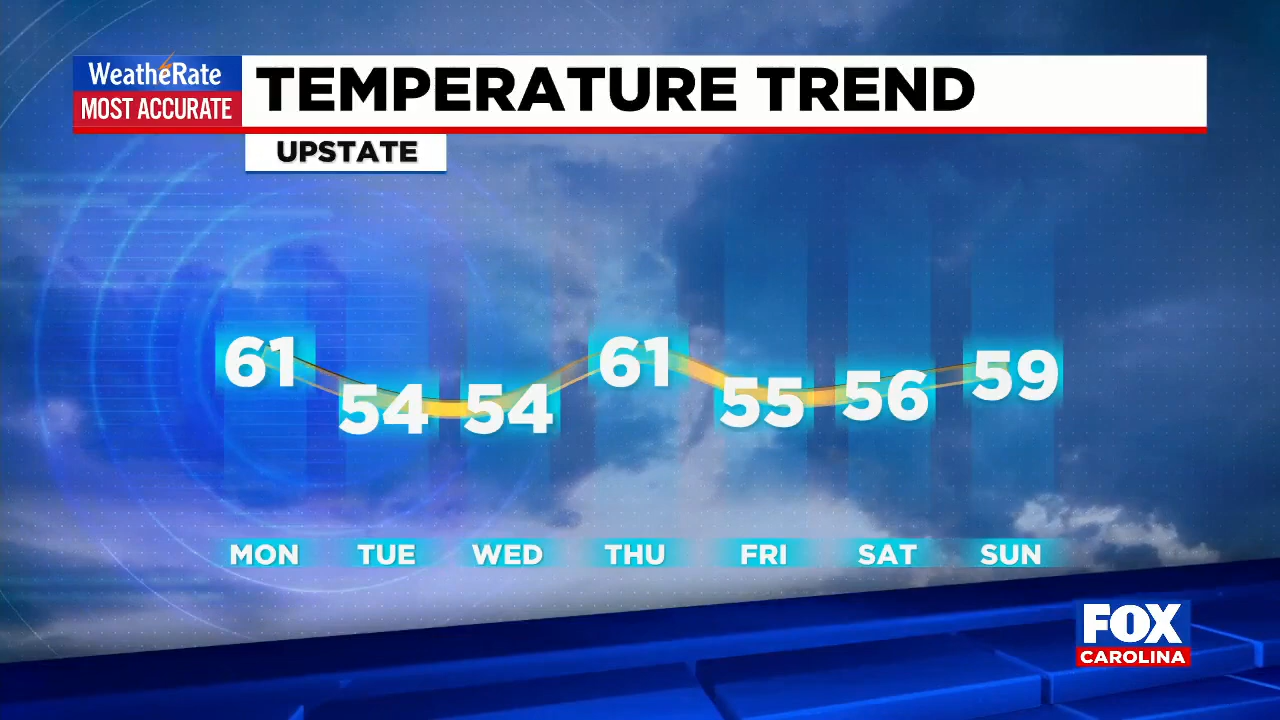 WeatheRate
MOST ACCURATE
TEMPERATURE TREND
UPSTATE
61 54 54 61 55 56 59
MON TUE WED THU FRI SAT SUN
FOX
CAROLINA